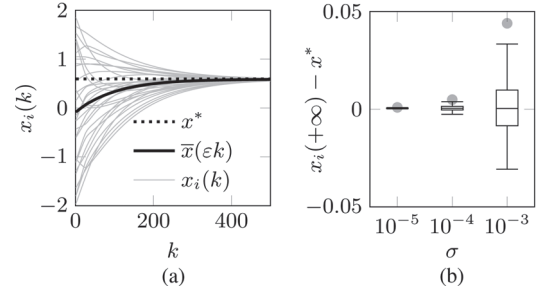 2
1
0
−1
−2
0
200
400
x_i(k)
k
x*
x̅(εk)
x_i(k)
(a)
0.05
0
−0.05
10^{−5}
10^{−4}
10^{−3}
x_i(+∞) − x*
σ
(b)